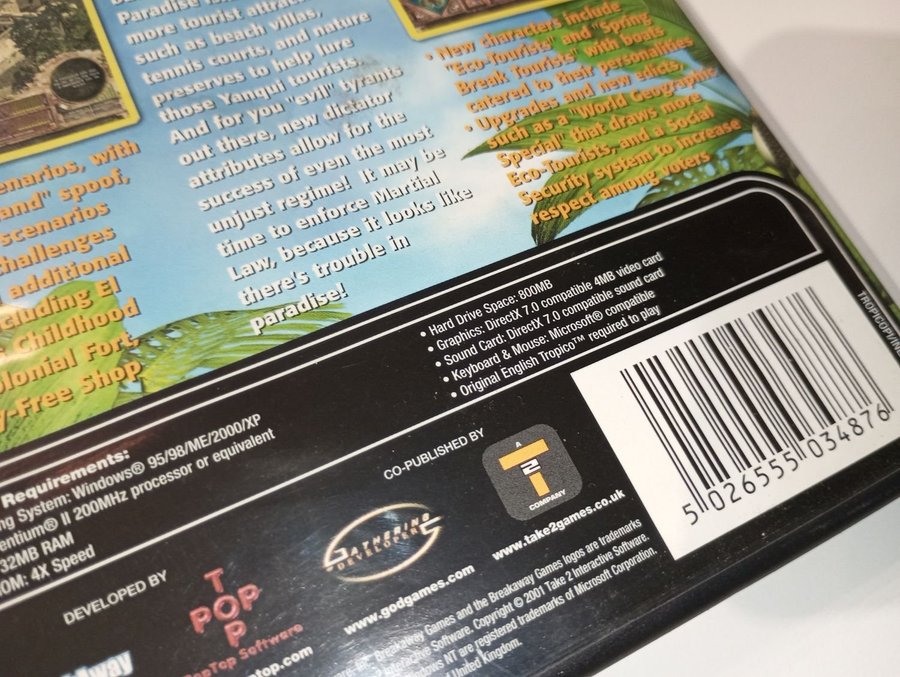 more tourist
such as beach villas,
tennis courts, and nature
preserves to help lure
those Yanqui tourists.
And for you "evil" tyrants
out there, new dictator
attributes allow for the
success of even the most
unjust regime! It may be
time to enforce Martial
Law, because it looks like
there's trouble in
paradise!
with
spoof,
scenarios
additional
El
Childhood
Fort,
Shop
• New characters include
"Eco-Tourists" and "Spring
Break Tourists" with boats
catered to their personalities
• Upgrades and new edicts,
such as a "World Geographic
Special" that draws more
Eco-Tourists, and a Social
Security system to increase
respect among voters
Requirements:
System: Windows® 95/98/ME/2000/XP
II 200MHz processor or equivalent
32MB RAM
4X Speed
• Hard Drive Space: 800MB
• Graphics: DirectX 7.0 compatible 4MB video card
• Sound Card: DirectX 7.0 compatible sound card
• Keyboard & Mouse: Microsoft® compatible
• Original English Tropico™ required to play
DEVELOPED BY
POP
TOP
PopTop Software
CO-PUBLISHED BY
GATHERING
DEVELOPERS
www.godgames.com
A
T2
COMPANY
www.take2games.co.uk
5 026555 034876
Breakaway Games and the Breakaway Games logos are trademarks
Interactive Software. Copyright © 2001 Take 2 Interactive Software.
NT are registered trademarks of Microsoft Corporation.
United Kingdom.